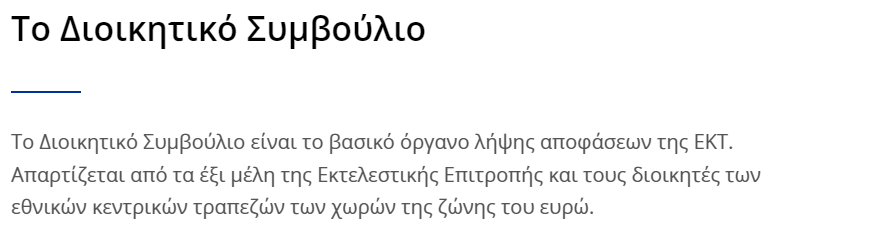 Το Διοικητικό Συμβούλιο
Το Διοικητικό Συμβούλιο είναι το βασικό όργανο λήψης αποφάσεων της ΕΚΤ.
Απαρτίζεται από τα έξι μέλη της Εκτελεστικής Επιτροπής και τους διοικητές των
εθνικών κεντρικών τραπεζών των χωρών της ζώνης του ευρώ.